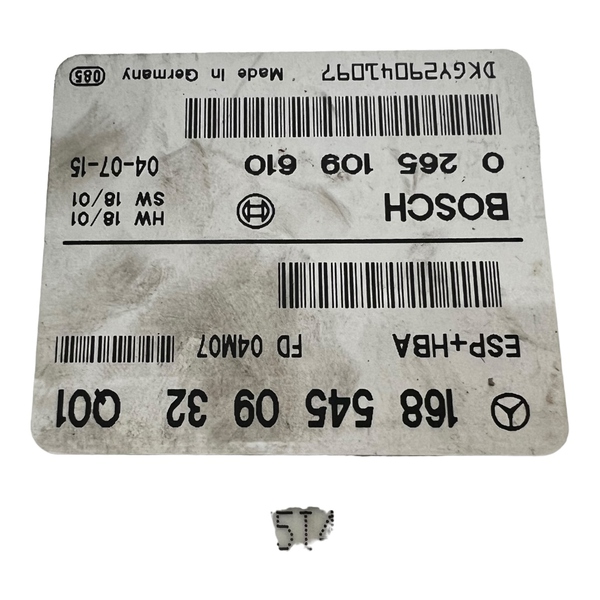 168 545 09 32 Q01
ESP+HBA FD 04M07
BOSCH HW 18/01
SW 18/01
0 265 109 610 04-07-15
DKGYZ9041097 Made In Germany 085